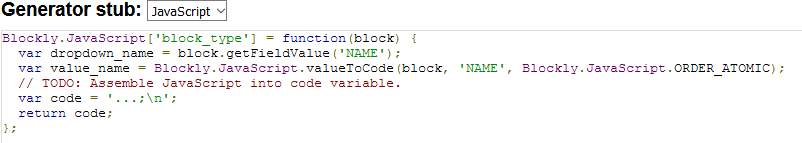 Generator stub: JavaScript
Blockly.JavaScript['block_type'] = function(block) {
  var dropdown_name = block.getFieldValue('NAME');
  var value_name = Blockly.JavaScript.valueToCode(block, 'NAME', Blockly.JavaScript.ORDER_ATOMIC);
  // TODO: Assemble JavaScript into code variable.
  var code = '...;\n';
  return code;
};